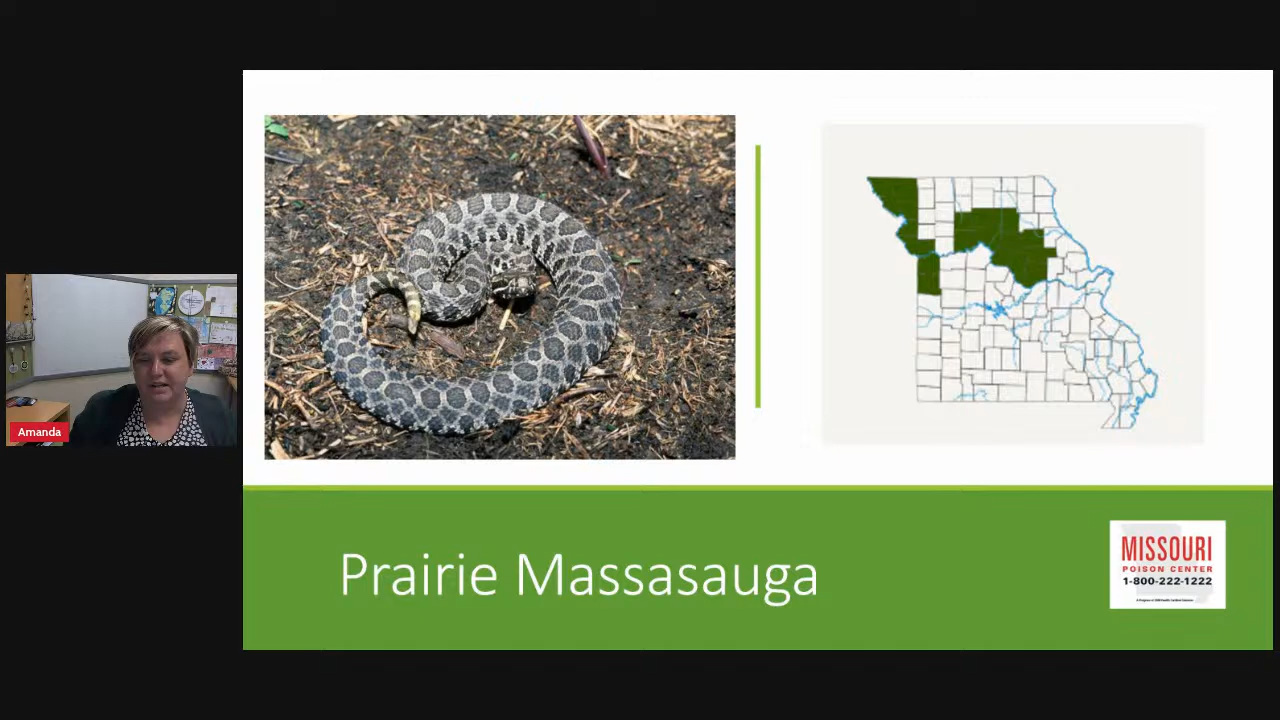 Amanda
Prairie Massasauga
MISSOURI
POISON CENTER
1-800-222-1222